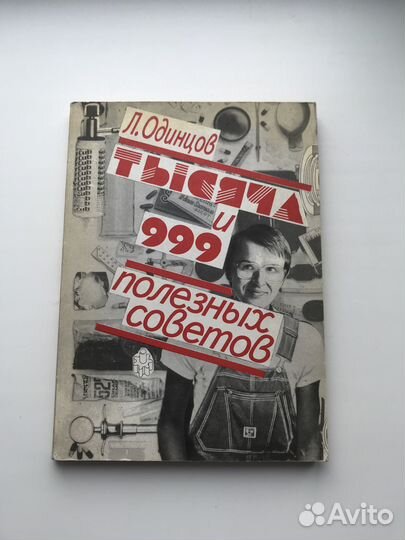 Л. Одинцов
ТЫСЯЧА
и
999
полезных
советов
Avito